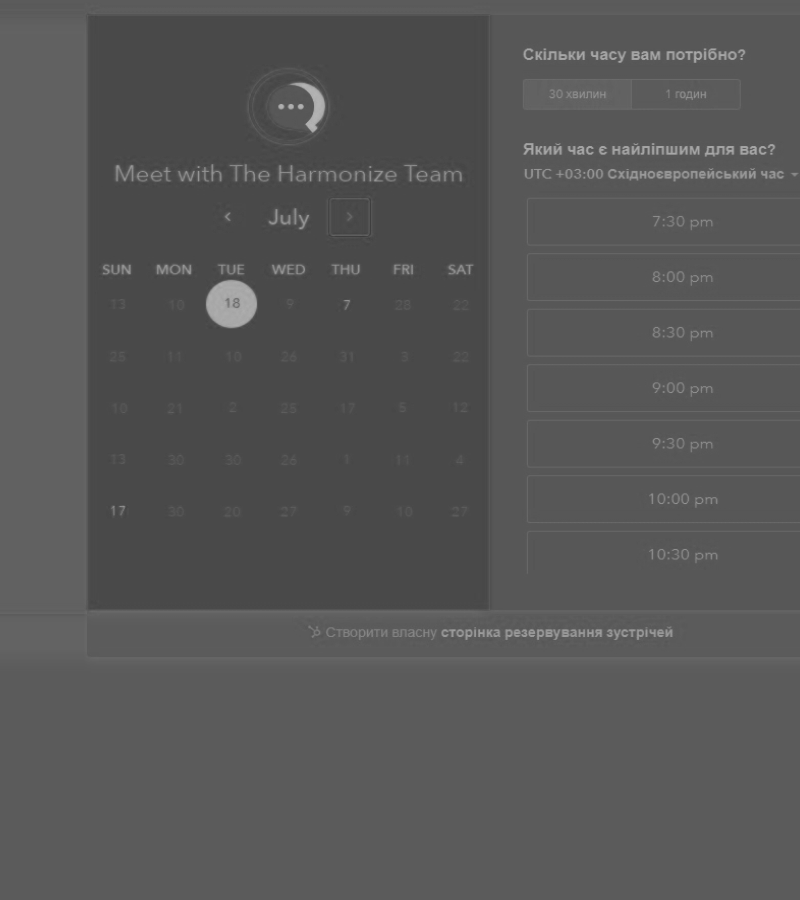 Meet with The Harmonize Team
July
SUN MON TUE WED THU FRI SAT
13 10 18 9 7 28 22
25 11 10 26 31 3 22
10 21 2 25 17 5 12
13 30 30 26 1 11 4
17 30 20 27 9 10 27
Скільки часу вам потрібно?
30 хвилин 1 годин
Який час є найліпшим для вас?
UTC +03:00 Східноєвропейський час
7:30 pm
8:00 pm
8:30 pm
9:00 pm
9:30 pm
10:00 pm
10:30 pm
Створити власну сторінка резервування зустрічей